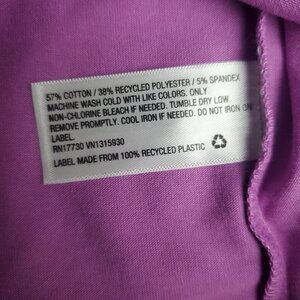 57% COTTON / 38% RECYCLED POLYESTER / 5% SPANDEX
MACHINE WASH COLD WITH LIKE COLORS. ONLY
NON-CHLORINE BLEACH IF NEEDED. TUMBLE DRY LOW.
REMOVE PROMPTLY. COOL IRON IF NEEDED. DO NOT IRON ON
LABEL.
RN17730 VN1315930
LABEL MADE FROM 100% RECYCLED PLASTIC